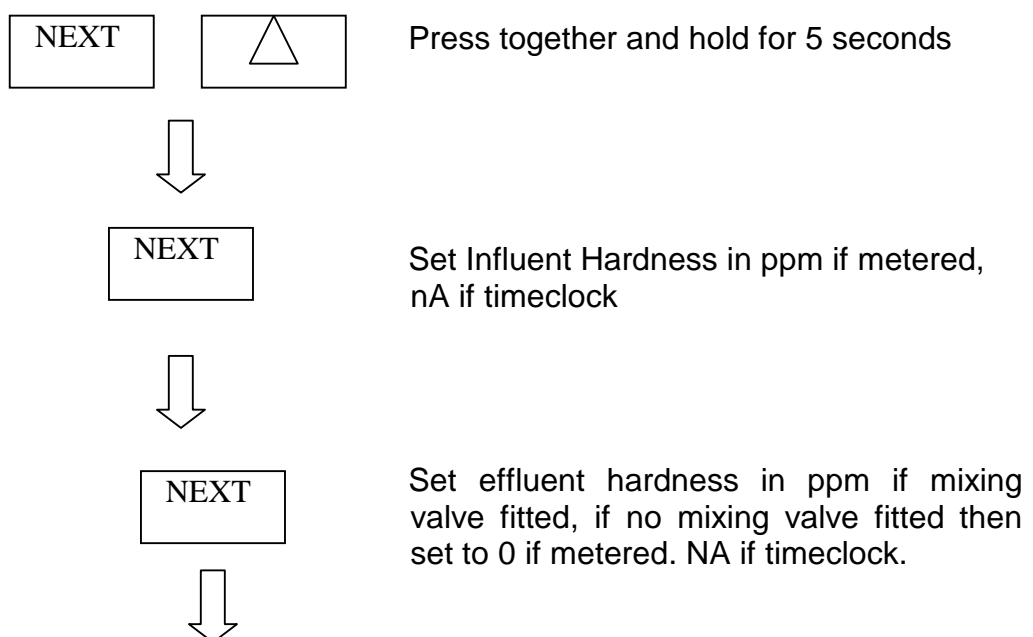 NEXT
Press together and hold for 5 seconds
NEXT
Set Influent Hardness in ppm if metered,
nA if timeclock
NEXT
Set effluent hardness in ppm if mixing
valve fitted, if no mixing valve fitted then
set to 0 if metered. NA if timeclock.